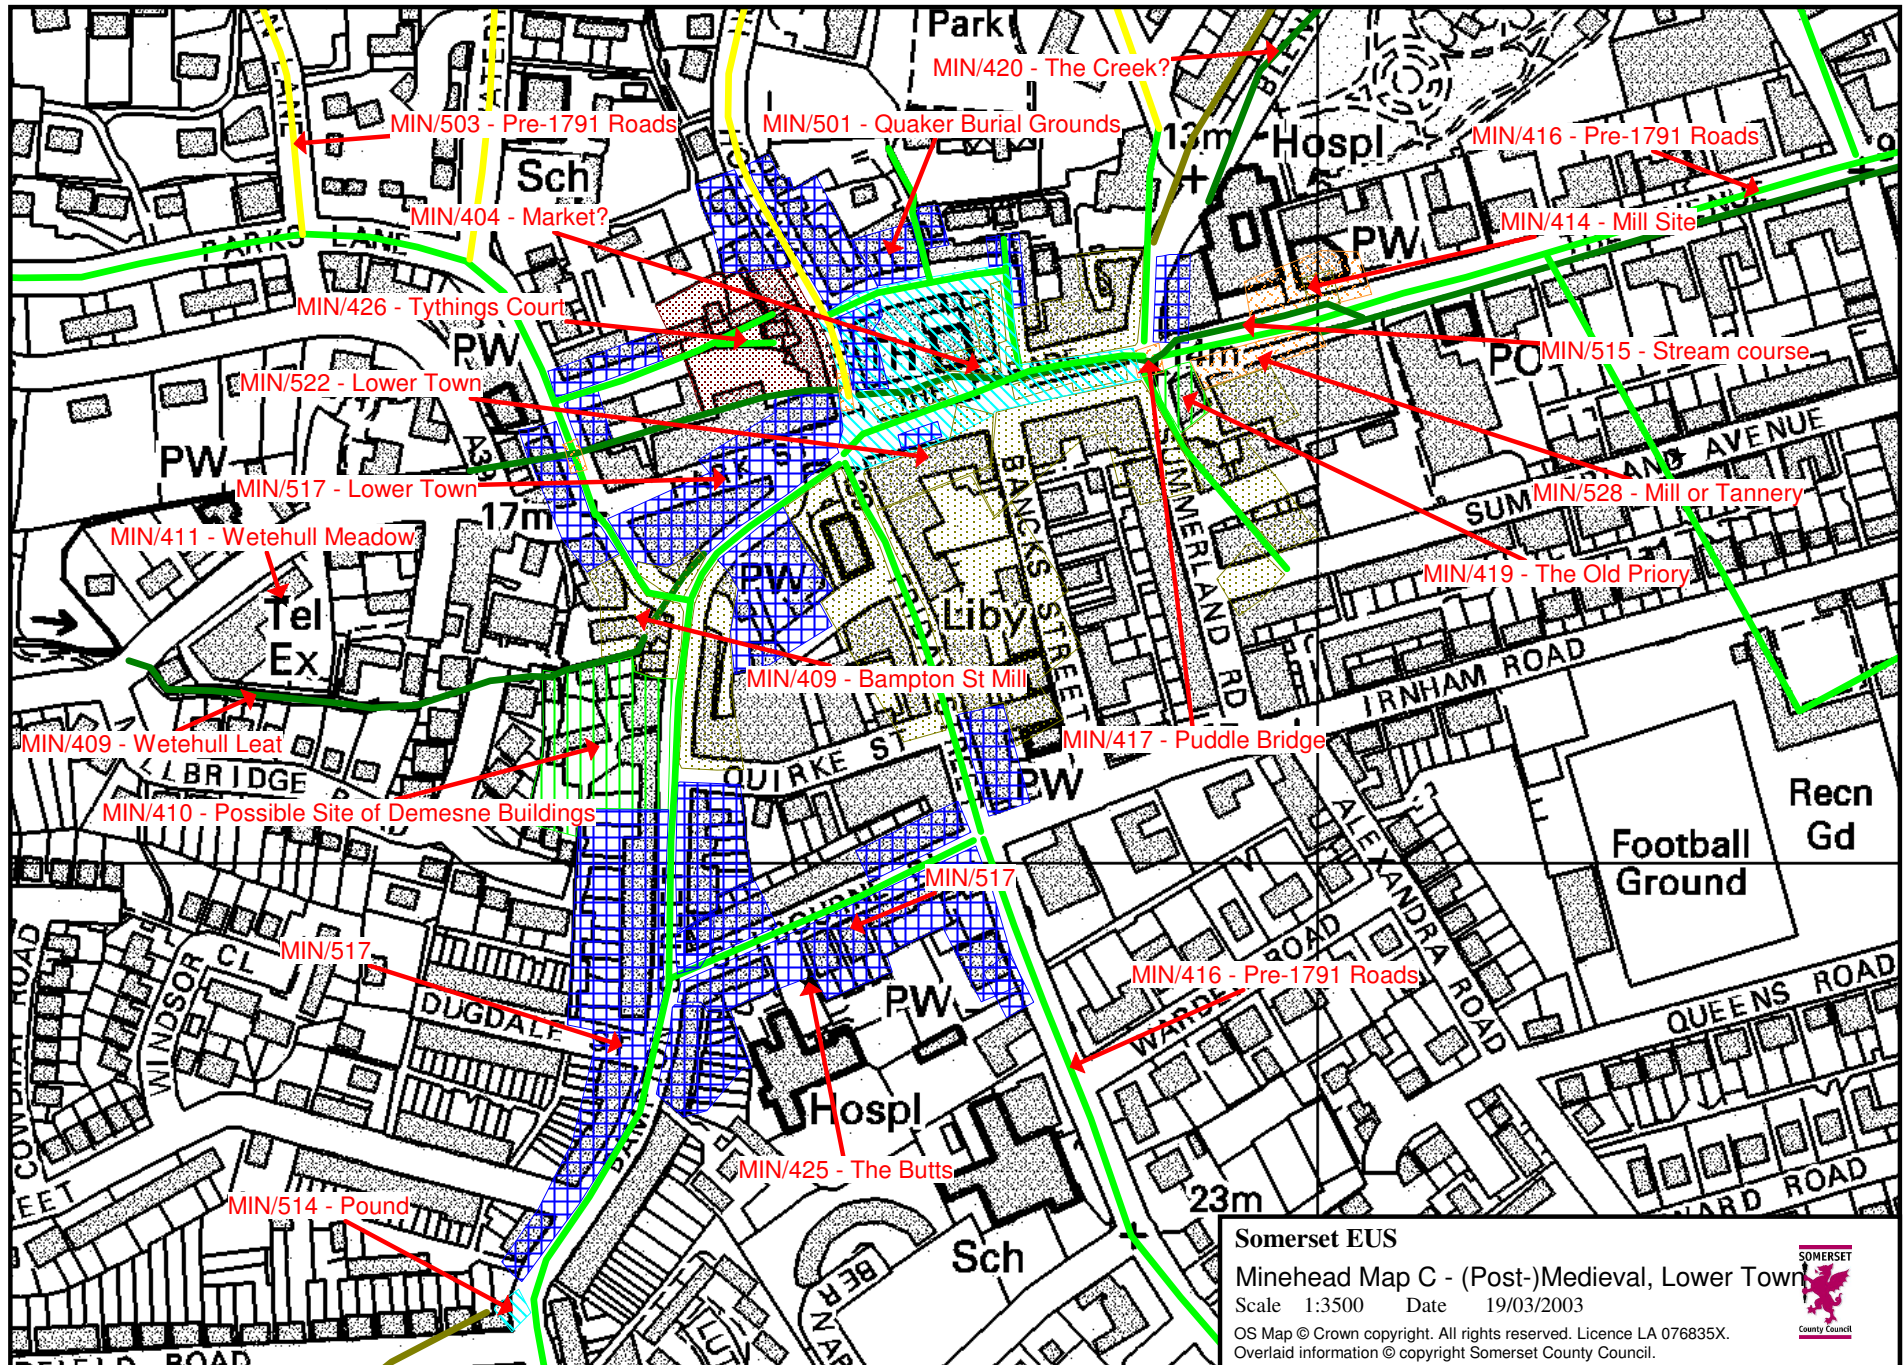 Park
MIN/420 - The Creek?
MIN/503 - Pre-1791 Roads
MIN/501 - Quaker Burial Grounds
13m
Hospl
MIN/416 - Pre-1791 Roads
Sch
MIN/404 - Market?
MIN/414 - Mill Site
PARKS LANE
PW
MIN/426 - Tythings Court
PW
H
MIN/515 - Stream course
PO
MIN/522 - Lower Town
PW
MIN/517 - Lower Town
SUMMERLAND AVENUE
MIN/528 - Mill or Tannery
17m
MIN/411 - Wetehull Meadow
BANCKS STREET
SUMMERLAND RD
PW
MIN/419 - The Old Priory
Tel
Ex
Liby
MIN/409 - Bampton St Mill
IRNHAM ROAD
MIN/409 - Wetehull Leat
MIN/417 - Puddle Bridge
QUIRKE ST
PW
MIN/410 - Possible Site of Demesne Buildings
Recn
Gd
Football
Ground
ALEXANDRA ROAD
MIN/517
MIN/517
WINDSOR CL
DUGDALE
PW
MIN/416 - Pre-1791 Roads
QUEENS ROAD
Hospl
MIN/425 - The Butts
MIN/514 - Pound
23m
Sch
Somerset EUS
Minehead Map C - (Post-)Medieval, Lower Town
Scale 1:3500 Date 19/03/2003
OS Map © Crown copyright. All rights reserved. Licence LA 076835X.
Overlaid information © copyright Somerset County Council.
SOMERSET
County Council